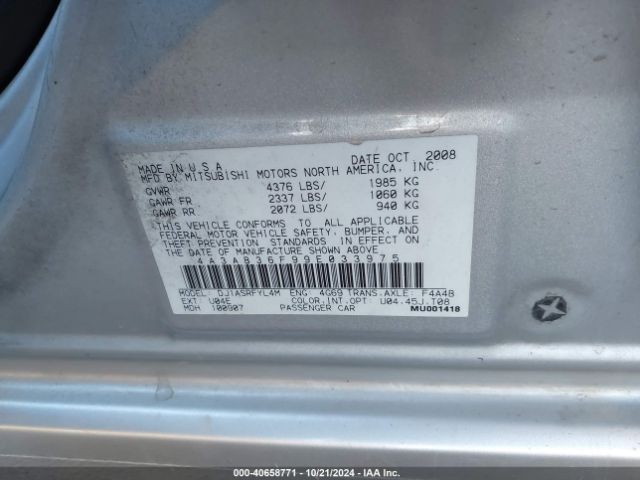 MADE IN U S A DATE OCT. 2008
MFD BY MITSUBISHI MOTORS NORTH AMERICA, INC.
GVWR 4376 LBS/ 1985 KG
GAWR FR 2337 LBS/ 1060 KG
GAWR RR 2072 LBS/ 940 KG
THIS VEHICLE CONFORMS TO ALL APPLICABLE
FEDERAL MOTOR VEHICLE SAFETY, BUMPER, AND
THEFT PREVENTION STANDARDS IN EFFECT ON
THE DATE OF MANUFACTURE SHOWN ABOVE
4A3AB36F99E033975
MODEL: DJ1ASRFYL4M ENG: 4G69 TRANS.AXLE: F4A4B
EXT: U04E COLOR.INT.OPT: U04.45J.T08
MDH 100907 PASSENGER CAR MU001418
©2024 - 40658771 - 10/21/2024 - IAA Inc.